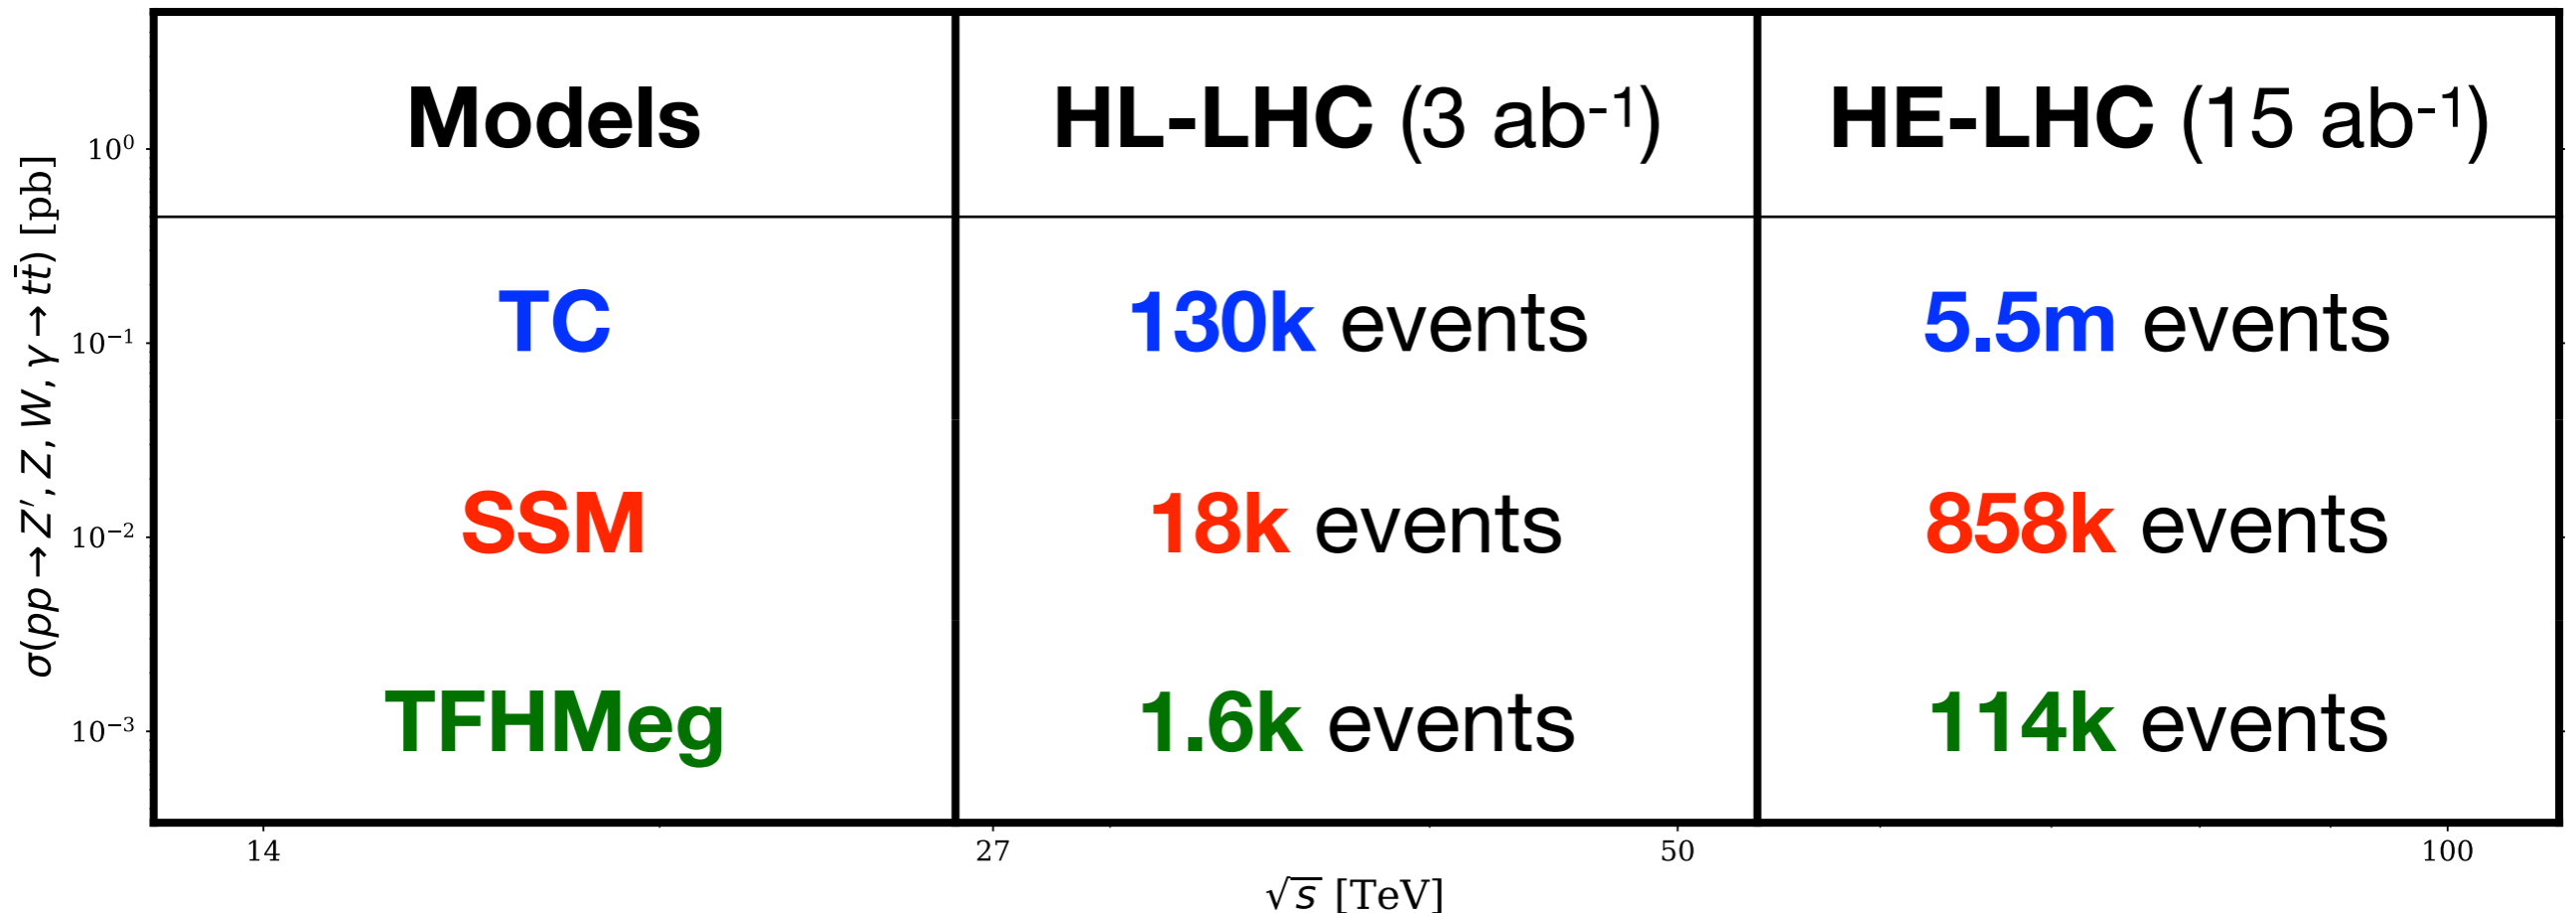 Models HL-LHC (3 ab⁻¹) HE-LHC (15 ab⁻¹)
TC 130k events 5.5m events
SSM 18k events 858k events
TFHMeg 1.6k events 114k events
σ(pp → Z′, Z, W, γ → tt̄) [pb]
10⁰
10⁻¹
10⁻²
10⁻³
14 27 50 100
√s [TeV]